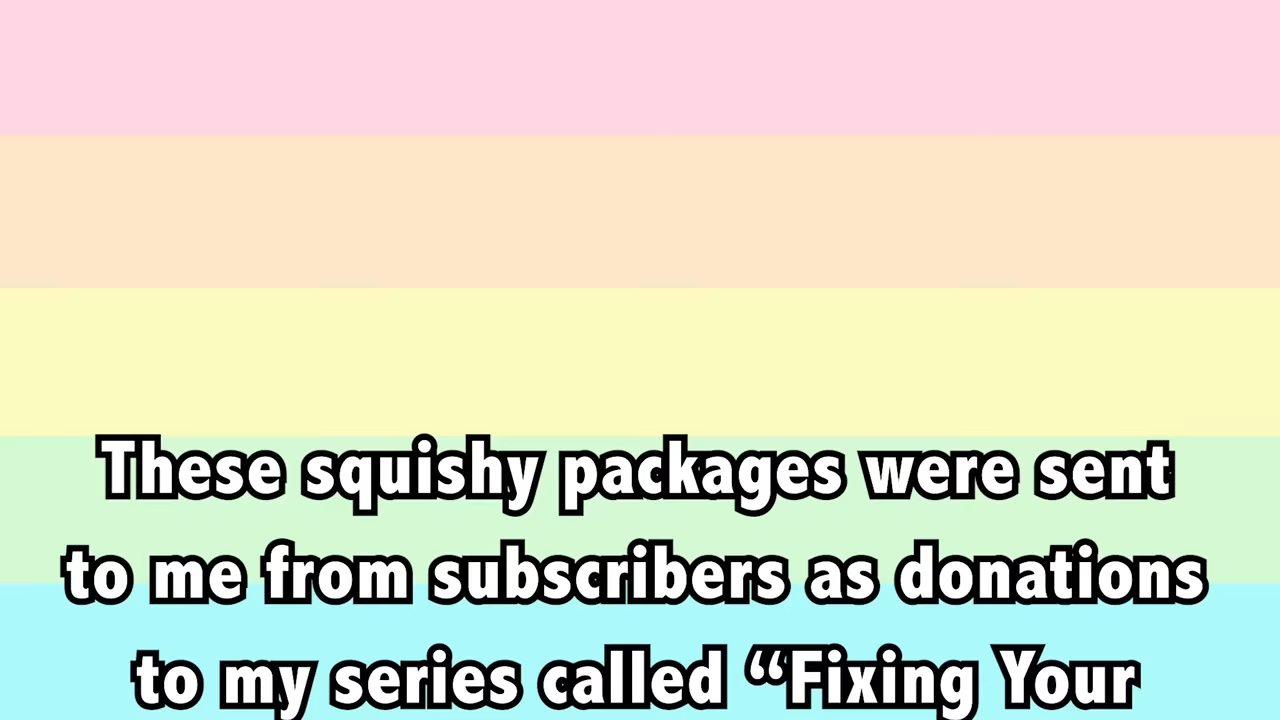 These squishy packages were sent
to me from subscribers as donations
to my series called “Fixing Your